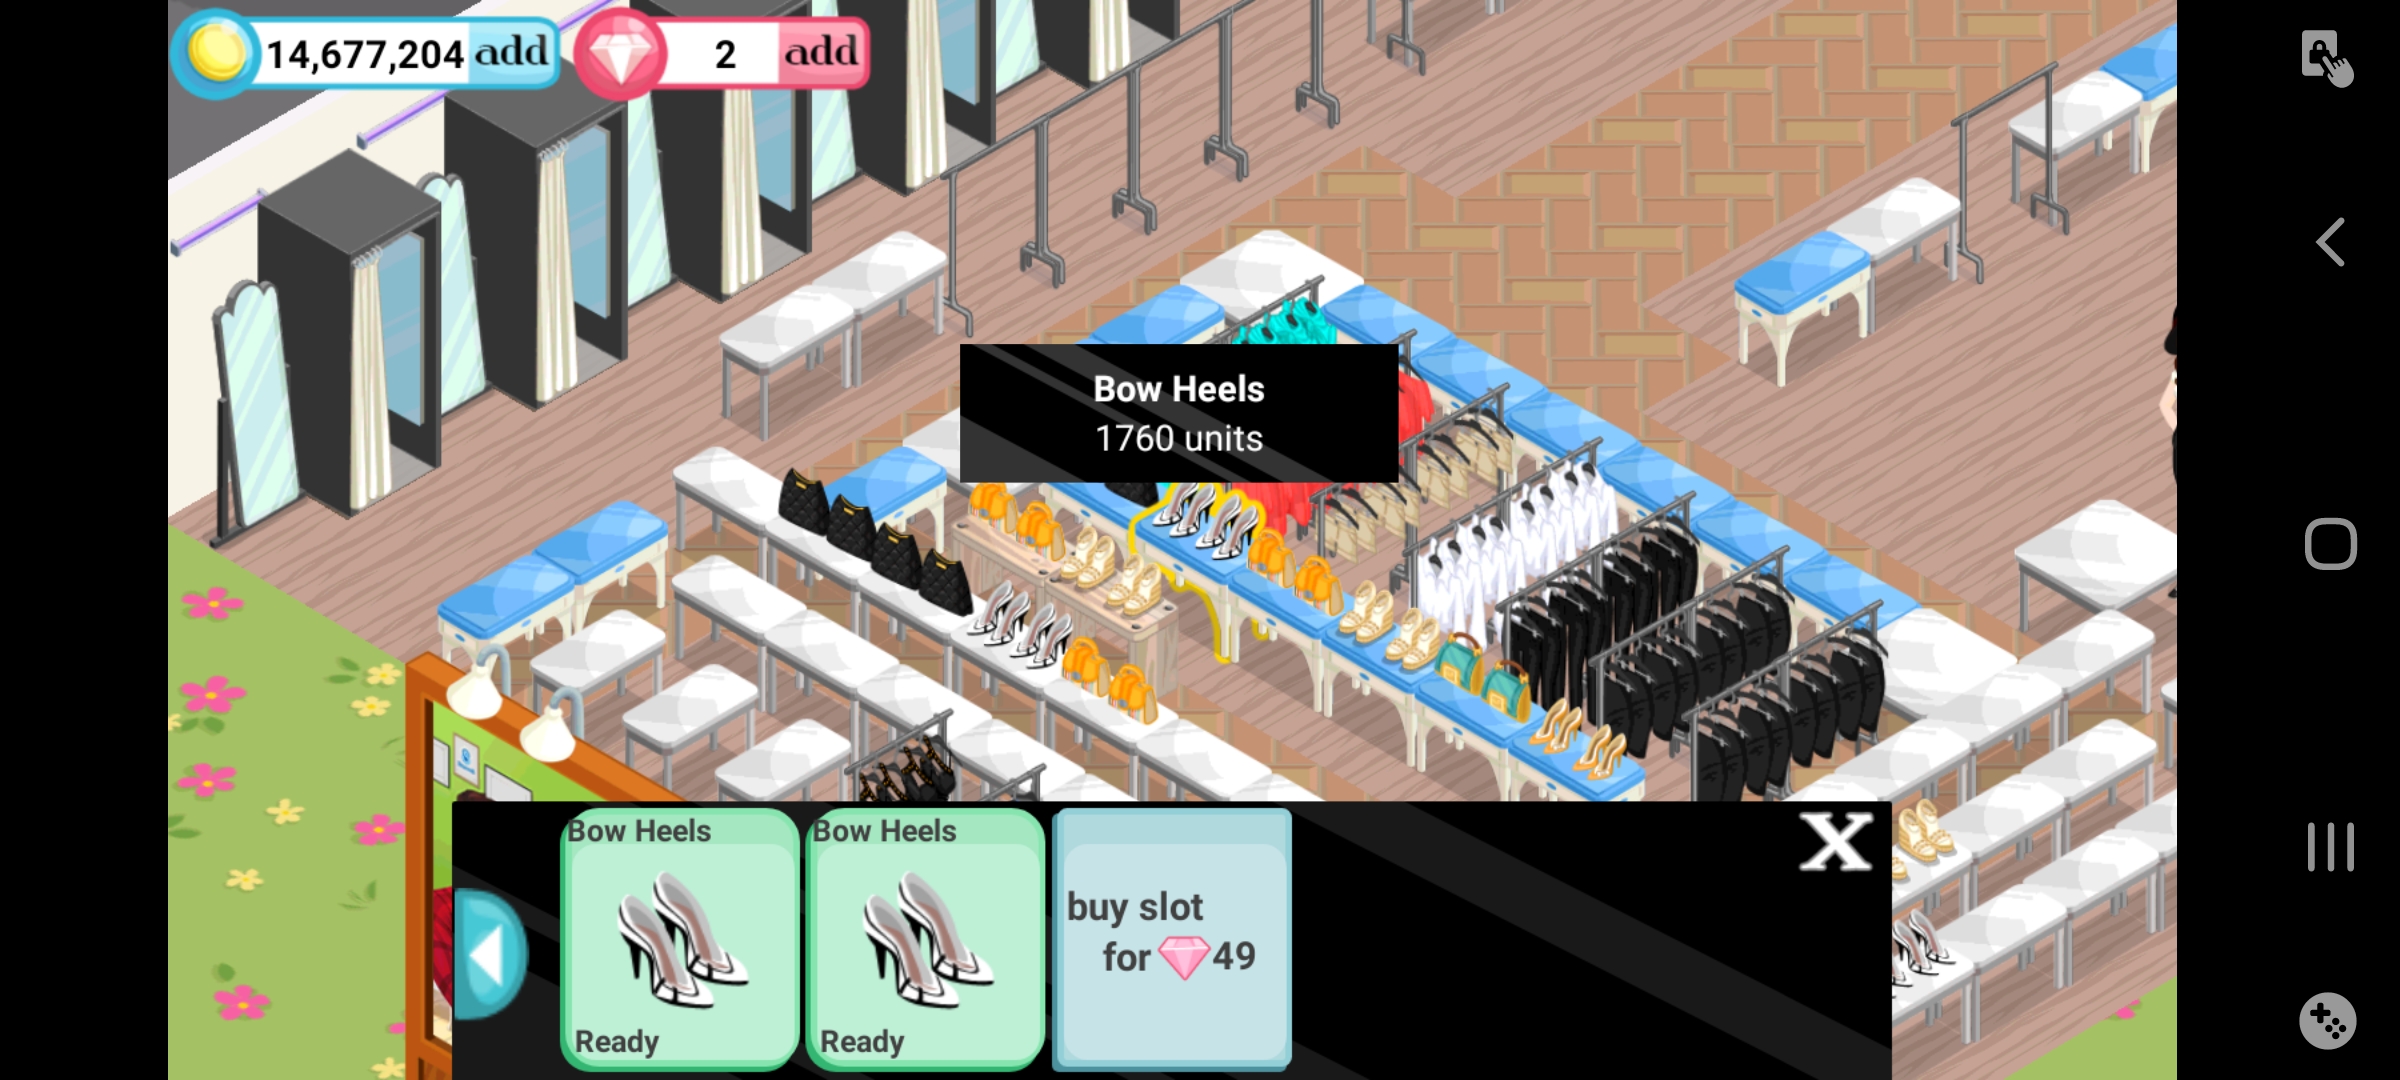 14,677,204 add
2 add
Bow Heels
1760 units
Bow Heels
Ready
Bow Heels
Ready
buy slot
for 49
X